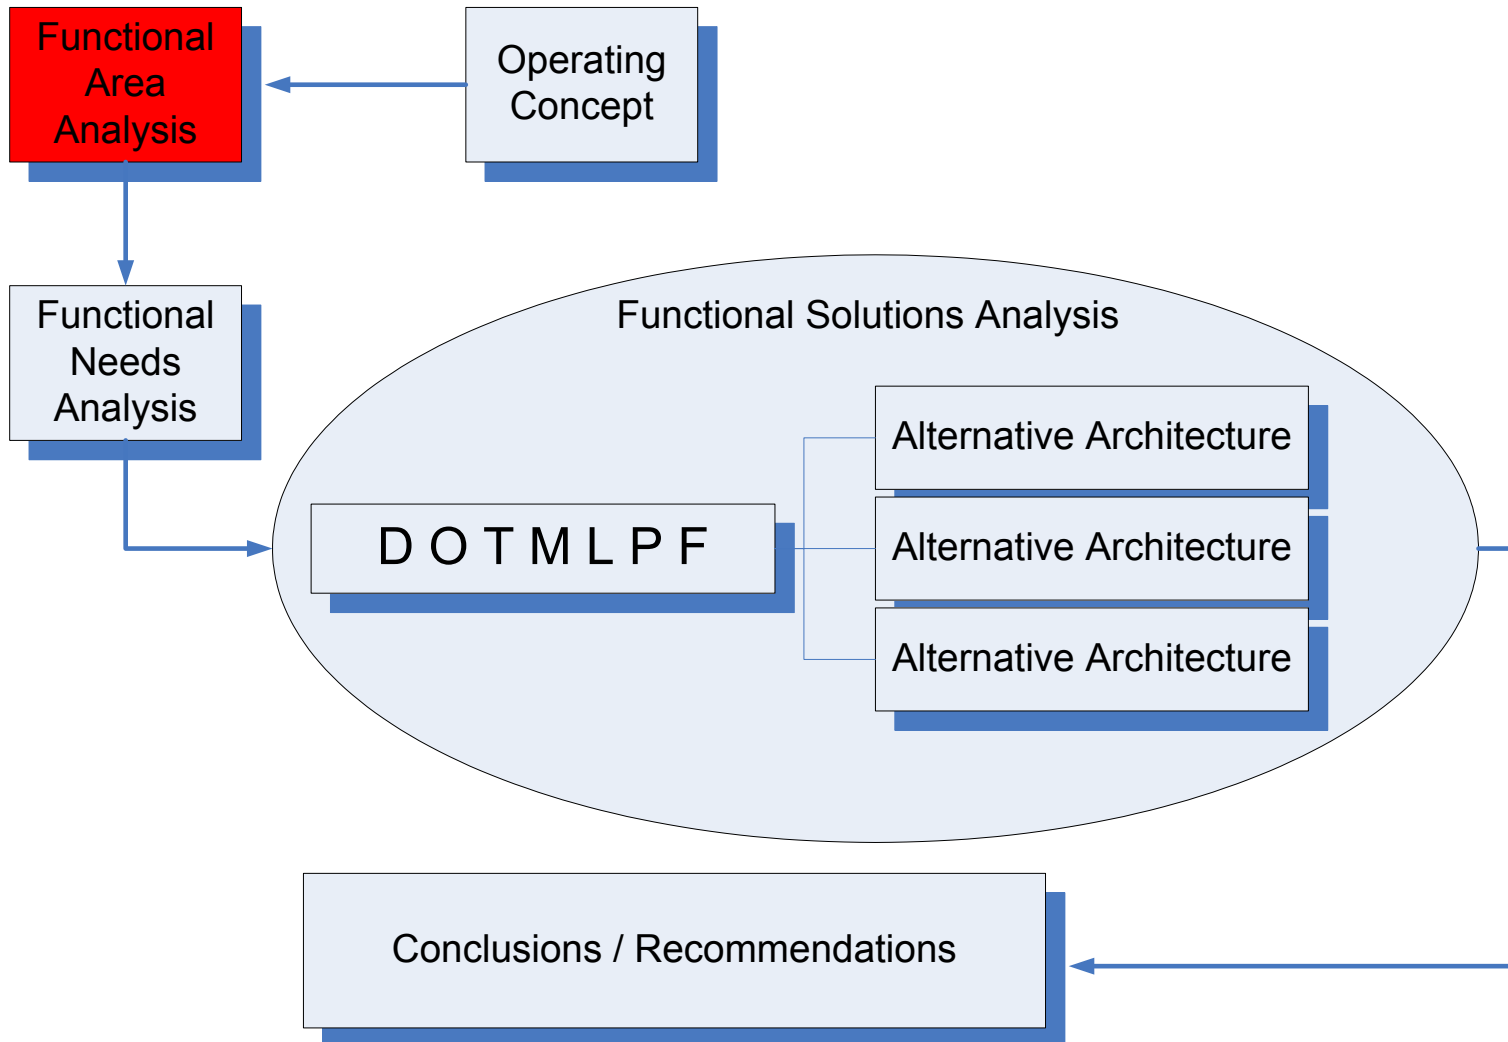 Functional
Area
Analysis
Operating
Concept
Functional
Needs
Analysis
Functional Solutions Analysis
D O T M L P F
Alternative Architecture
Alternative Architecture
Alternative Architecture
Conclusions / Recommendations